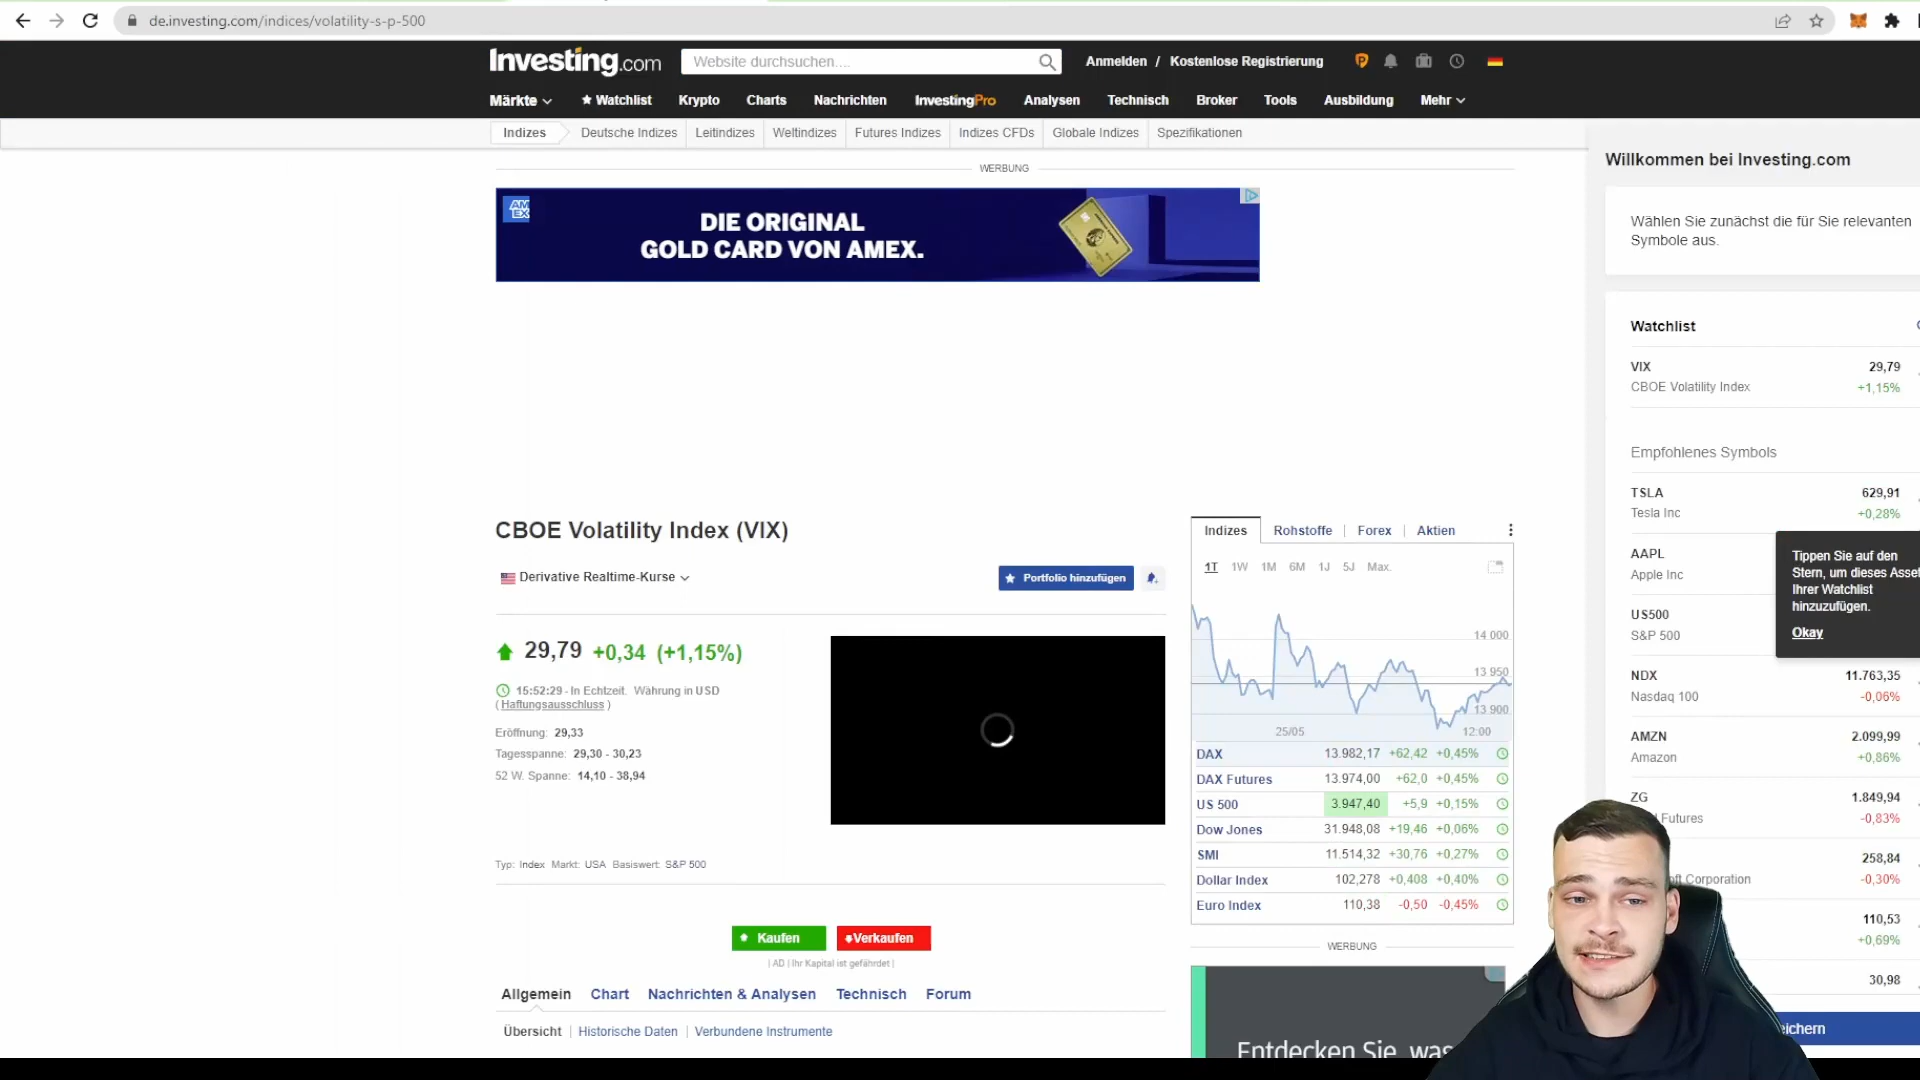 de.investing.com/indices/volatility-s-p-500
Investing.com
Website durchsuchen....
Anmelden / Kostenlose Registrierung
Märkte
Watchlist
Krypto
Charts
Nachrichten
InvestingPro
Analysen
Technisch
Broker
Tools
Ausbildung
Mehr
Indizes
Deutsche Indizes
Leitindizes
Weltindizes
Futures Indizes
Indizes CFDs
Globale Indizes
Spezifikationen
WERBUNG
AM
EX
DIE ORIGINAL
GOLD CARD VON AMEX.
CBOE Volatility Index (VIX)
Derivative Realtime-Kurse
Portfolio hinzufügen
29,79 +0,34 (+1,15%)
15:52:29 - In Echtzeit. Währung in USD
( Haftungsausschluss )
Eröffnung: 29,33
Tagesspanne: 29,30 - 30,23
52 W. Spanne: 14,10 - 38,94
Typ: Index Markt: USA Basiswert: S&P 500
Kaufen
Verkaufen
| AD | Ihr Kapital ist gefährdet |
Allgemein
Chart
Nachrichten & Analysen
Technisch
Forum
Übersicht
Historische Daten
Verbundene Instrumente
Indizes
Rohstoffe
Forex
Aktien
1T 1W 1M 6M 1J 5J Max.
14 000
13 950
13 900
25/05
12:00
DAX 13.982,17 +62,42 +0,45%
DAX Futures 13.974,00 +62,0 +0,45%
US 500 3.947,40 +5,9 +0,15%
Dow Jones 31.948,08 +19,46 +0,06%
SMI 11.514,32 +30,76 +0,27%
Dollar Index 102,278 +0,408 +0,40%
Euro Index 110,38 -0,50 -0,45%
WERBUNG
Entdecken Sie, was
Willkommen bei Investing.com
Wählen Sie zunächst die für Sie relevanten
Symbole aus.
Watchlist
VIX 29,79
CBOE Volatility Index +1,15%
Empfohlenes Symbols
TSLA 629,91
Tesla Inc +0,28%
AAPL
Apple Inc
Tippen Sie auf den
Stern, um dieses Asset
Ihrer Watchlist
hinzuzufügen.
Okay
US500
S&P 500
NDX 11.763,35
Nasdaq 100 -0,06%
AMZN 2.099,99
Amazon +0,86%
ZG 1.849,94
Futures -0,83%
258,84
Corporation -0,30%
110,53
+0,69%
30,98